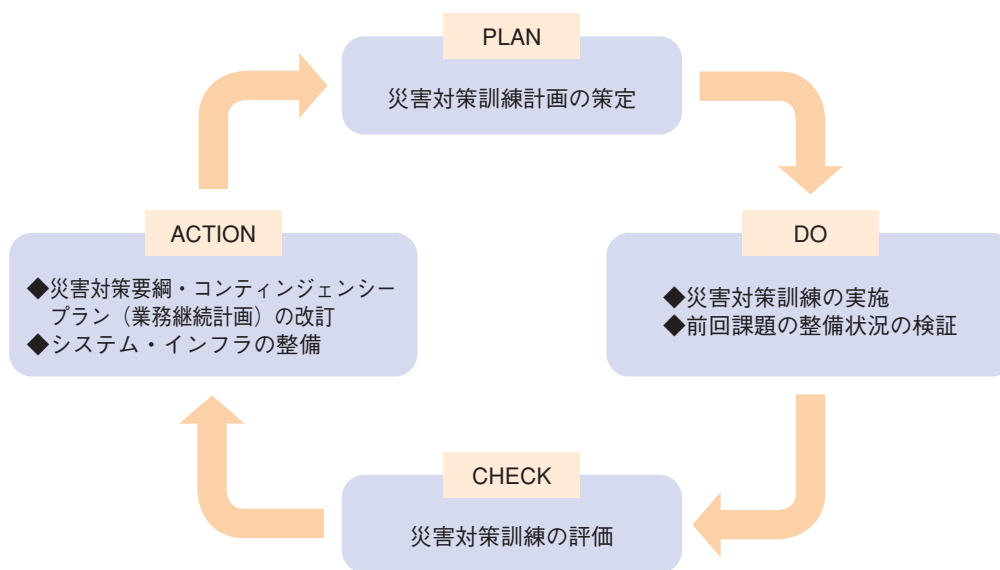 PLAN
災害対策訓練計画の策定
DO
◆災害対策訓練の実施
◆前回課題の整備状況の検証
CHECK
災害対策訓練の評価
ACTION
◆災害対策要綱・コンティンジェンシー
プラン（業務継続計画）の改訂
◆システム・インフラの整備